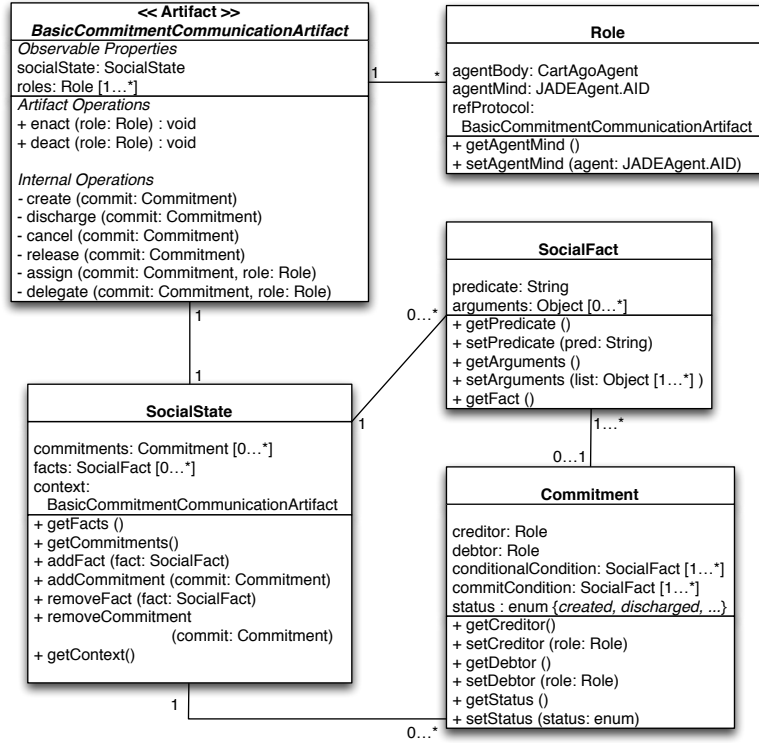 << Artifact >>
BasicCommitmentCommunicationArtifact
Observable Properties
socialState: SocialState
roles: Role [1...*]
Artifact Operations
+ enact (role: Role) : void
+ deact (role: Role) : void
Internal Operations
- create (commit: Commitment)
- discharge (commit: Commitment)
- cancel (commit: Commitment)
- release (commit: Commitment)
- assign (commit: Commitment, role: Role)
- delegate (commit: Commitment, role: Role)
1
*
Role
agentBody: CartAgoAgent
agentMind: JADEAgent.AID
refProtocol:
BasicCommitmentCommunicationArtifact
+ getAgentMind ()
+ setAgentMind (agent: JADEAgent.AID)
SocialFact
predicate: String
arguments: Object [0...*]
+ getPredicate ()
+ setPredicate (pred: String)
+ getArguments ()
+ setArguments (list: Object [1...*] )
+ getFact ()
1
0...*
1
1
1...*
0...1
SocialState
commitments: Commitment [0...*]
facts: SocialFact [0...*]
context:
BasicCommitmentCommunicationArtifact
+ getFacts ()
+ getCommitments()
+ addFact (fact: SocialFact)
+ addCommitment (commit: Commitment)
+ removeFact (fact: SocialFact)
+ removeCommitment
(commit: Commitment)
+ getContext()
Commitment
creditor: Role
debtor: Role
conditionalCondition: SocialFact [1...*]
commitCondition: SocialFact [1...*]
status : enum {created, discharged, ...}
+ getCreditor()
+ setCreditor (role: Role)
+ getDebtor ()
+ setDebtor (role: Role)
+ getStatus ()
+ setStatus (status: enum)
1
0...*